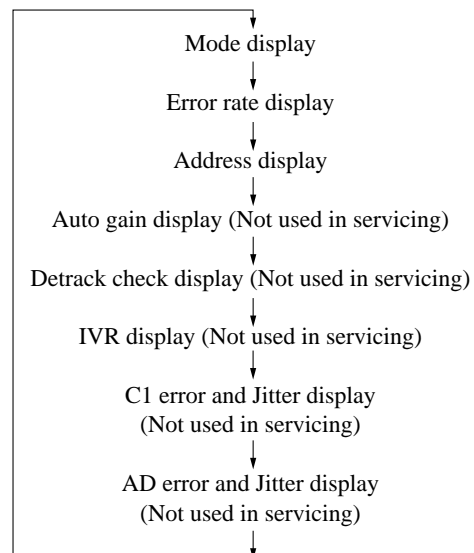 Mode display
Error rate display
Address display
Auto gain display (Not used in servicing)
Detrack check display (Not used in servicing)
IVR display (Not used in servicing)
C1 error and Jitter display
(Not used in servicing)
AD error and Jitter display
(Not used in servicing)